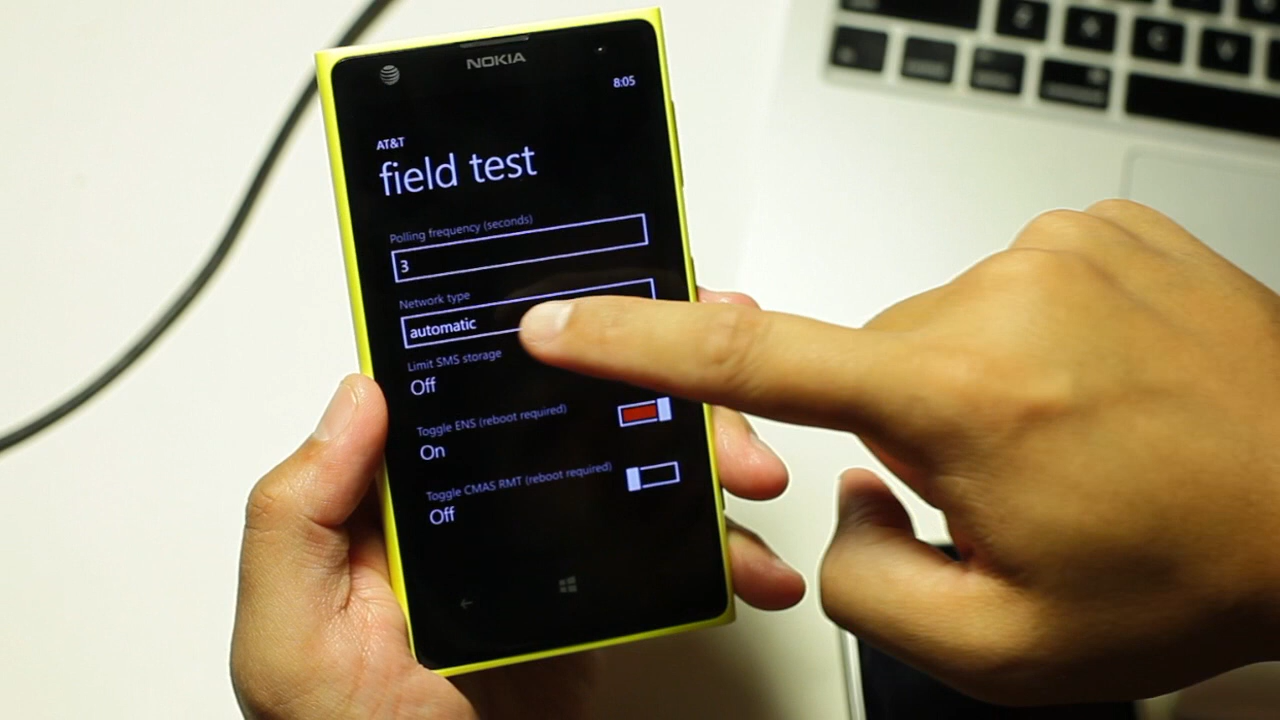 NOKIA
8:05
AT&T
field test
Polling frequency (seconds)
3
Network type
automatic
Limit SMS storage
Off
Toggle ENS (reboot required)
On
Toggle CMAS RMT (reboot required)
Off